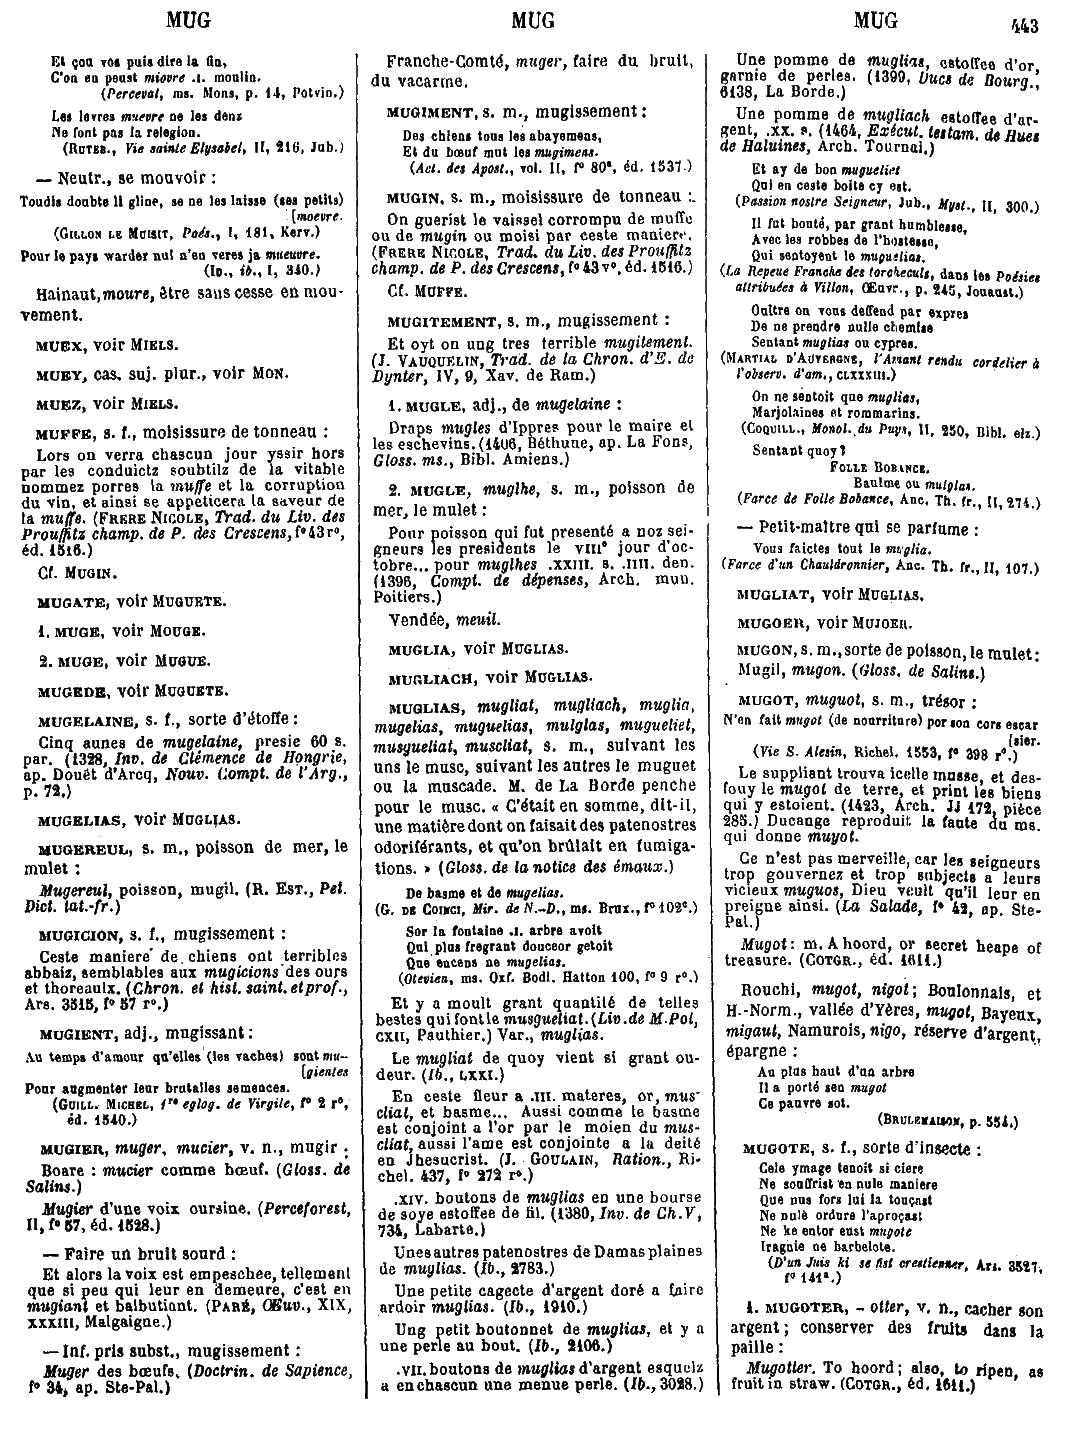 MUG MUG MUG 443
Et çou vos puis dire la fin,
C'on en peust miovre .I. moulin.
(Perceval, ms. Mons, p. 14, Potvin.)
Les levres muevre ne les denz
Ne font pas la relegion.
(RUTEB., Vie sainte Elysabel, II, 216, Jub.)
— Neutr., se mouvoir :
Toudis doubte li gline, se ne les laisse (ses petits)
[moevre.
(GILLON LE MUISIT, Poés., I, 181, Kerv.)
Pour le pays warder nul n'en veres ja mueuvre.
(ID., ib., I, 340.)
Hainaut, moure, être sans cesse en mou-
vement.
MUEX, voir MIELS.
MUEY, cas. suj. plur., voir MON.
MUEZ, voir MIELS.
MUFFE, s. f., moisissure de tonneau :
Lors on verra chascun jour yssir hors
par les conduictz soubtilz de la vitable
nommez porres la muffe et la corruption
du vin, et ainsi se appeticera la saveur de
la muffe. (FRERE NICOLE, Trad. du Liv. des
Prouffitz champ. de P. des Crescens, f° 43 r°,
éd. 1516.)
Cf. MUGIN.
MUGATE, voir MUGUETE.
1. MUGE, voir MOUGE.
2. MUGE, voir MUGUE.
MUGEDE, voir MUGUETE.
MUGELAINE, s. f., sorte d'étoffe :
Cinq aunes de mugelaine, presie 60 s.
par. (1328, Inv. de Clémence de Hongrie,
ap. Douët d'Arcq, Nouv. Compt. de l'Arg.,
p. 72.)
MUGELIAS, voir MUGLIAS.
MUGEREUL, s. m., poisson de mer, le
mulet :
Mugereul, poisson, mugil. (R. EST., Pet.
Dict. lat.-fr.)
MUGICION, s. f., mugissement :
Ceste maniere de chiens ont terribles
abbaiz, semblables aux mugicions des ours
et thoreaulx. (Chron. et hist. saint. et prof.,
Ars. 3515, f° 57 r°.)
MUGIENT, adj., mugissant :
Au temps d'amour qu'elles (les vaches) sont mu-
[gientes
Pour augmenter leur brutalles semences.
(GUILL. MICHEL, 1re eglog. de Virgile, f° 2 r°,
éd. 1540.)
MUGIER, muger, mucier, v. n., mugir :
Boare : mucier comme bœuf. (Gloss. de
Salins.)
Mugier d'une voix oursine. (Perceforest,
II, f° 57, éd. 1528.)
— Faire un bruit sourd :
Et alors la voix est empeschee, tellement
que si peu qui leur en demeure, c'est en
mugiant et balbutiant. (PARÉ, Œuv., XIX,
XXXIII, Malgaigne.)
— Inf. pris subst., mugissement :
Muger des bœufs. (Doctrin. de Sapience,
f° 34, ap. Ste-Pal.)
Franche-Comté, muger, faire du bruit,
du vacarme.
MUGIMENT, s. m., mugissement :
Des chiens tous les abayemens,
Et du bœuf mut les mugimens.
(Act. des Apost., vol. II, f° 80a, éd. 1537.)
MUGIN, s. m., moisissure de tonneau :
On guerist le vaissel corrompu de muffe
ou de mugin ou moisi par ceste maniere.
(FRERE NICOLE, Trad. du Liv. des Prouffitz
champ. de P. des Crescens, f° 43 v°, éd. 1516.)
Cf. MUFFE.
MUGITEMENT, s. m., mugissement :
Et oyt on ung tres terrible mugitement.
(J. VAUQUELIN, Trad. de la Chron. d'E. de
Dynter, IV, 9, Xav. de Ram.)
1. MUGLE, adj., de mugelaine :
Draps mugles d'Ippres pour le maire et
les eschevins. (1406, Béthune, ap. La Fons,
Gloss. ms., Bibl. Amiens.)
2. MUGLE, muglhe, s. m., poisson de
mer, le mulet :
Pour poisson qui fut presenté a noz sei-
gneurs les presidents le VIIIe jour d'oc-
tobre... pour muglhes .XXIII. s. .IIII. den.
(1396, Compt. de dépenses, Arch. mun.
Poitiers.)
Vendée, meuil.
MUGLIA, voir MUGLIAS.
MUGLIACH, voir MUGLIAS.
MUGLIAS, mugliat, mugliach, muglia,
mugelias, muguelias, mulglas, mugueliet,
musgueliat, muscliat, s. m., suivant les
uns le musc, suivant les autres le muguet
ou la muscade. M. de La Borde penche
pour le musc. « C'était en somme, dit-il,
une matière dont on faisait des patenostres
odoriférants, et qu'on brûlait en fumiga-
tions. » (Gloss. de la notice des émaux.)
De basme et de mugelias.
(G. DE COINCI, Mir. de N.-D., ms. Brux., f° 102c.)
Sor la fontaine .I. arbre avoit
Qui plus fragrant douceor getoit
Que encens ne mugelias.
(Otevien, ms. Oxf. Bodl. Hatton 100, f° 9 r°.)
Et y a moult grant quantité de telles
bestes qui font le musgueliat. (Liv. de M. Pol,
CXII, Pauthier.) Var., muglias.
Le mugliat de quoy vient si grant ou-
deur. (Ib., LXXI.)
En ceste fleur a .III. materes, or, mus-
cliat, et basme... Aussi comme le basme
est conjoint a l'or par le moien du mus-
cliat, aussi l'ame est conjointe a la deité
en Jhesucrist. (J. GOULAIN, Ration., Ri-
chel. 437, f° 272 r°.)
.XIV. boutons de muglias en une bourse
de soye estoffee de fil. (1380, Inv. de Ch. V,
734, Labarte.)
Unes autres patenostres de Damas plaines
de muglias. (Ib., 2783.)
Une petite cagecte d'argent doré a faire
ardoir muglias. (Ib., 1910.)
Ung petit boutonnet de muglias, et y a
une perle au bout. (Ib., 2106.)
.VII. boutons de muglias d'argent esquelz
a en chascun une menue perle. (Ib., 3028.)
Une pomme de muglias, estoffee d'or,
garnie de perles. (1399, Ducs de Bourg.,
6138, La Borde.)
Une pomme de mugliach estoffee d'ar-
gent, .XX. s. (1464, Exécut. testam. de Hues
de Haluines, Arch. Tournai.)
Et ay de bon mugueliet
Qui en ceste boite cy est.
(Passion nostre Seigneur, Jub., Myst., II, 300.)
Il fut bouté, par grant humblesse,
Avec les robbes de l'hostesse,
Qui sentoyent le muguelias.
(La Repeue Franche des torcheculs, dans les Poésies
attribuées à Villon, Œuvr., p. 245, Jouaust.)
Oultre on vous deffend par expres
De ne prendre nulle chemise
Sentant muglias ou cypres.
(MARTIAL D'AUVERGNE, l'Amant rendu cordelier à
l'observ. d'am., CLXXXIII.)
On ne sentoit que muglias,
Marjolaines et rommarins.
(COQUILL., Monol. du Puys, II, 250, Bibl. elz.)
Sentant quoy ?
FOLLE BOBANCE.
Baulme ou mulglas.
(Farce de Folle Bobance, Anc. Th. fr., II, 274.)
— Petit-maître qui se parfume :
Vous faictes tout le muglia.
(Farce d'un Chauldronnier, Anc. Th. fr., II, 107.)
MUGLIAT, voir MUGLIAS.
MUGOER, voir MUJOER.
MUGON, s. m., sorte de poisson, le mulet :
Mugil, mugon. (Gloss. de Salins.)
MUGOT, muguot, s. m., trésor :
N'en fait mugot (de nourriture) por son cors escar
[sier.
(Vie S. Alesin, Richel. 1553, f° 398 r°.)
Le suppliant trouva icelle musse, et des-
fouy le mugot de terre, et print les biens
qui y estoient. (1423, Arch. JJ 172, pièce
285.) Ducange reproduit la faute du ms.
qui donne muyot.
Ce n'est pas merveille, car les seigneurs
trop gouvernez et trop subjects a leurs
vicieux muguos, Dieu veult qu'il leur en
preigne ainsi. (La Salade, f° 42, ap. Ste-
Pal.)
Mugot : m. A hoord, or secret heape of
treasure. (COTGR., éd. 1611.)
Rouchi, mugot, nigot ; Boulonnais, et
H.-Norm., vallée d'Yères, mugot, Bayeux,
migaut, Namurois, nigo, réserve d'argent,
épargne :
Au plus haut d'un arbre
Il a porté sen mugot
Ce pauvre sot.
(BRULEMAISON, p. 554.)
MUGOTE, s. f., sorte d'insecte :
Cele ymage tenoit si ciere
Ne souffrist en nule maniere
Que nus fors lui la touçast
Ne nule ordure l'aproçast
Ne ke entor eust mugote
Iragnie ne barbelote.
(D'un Juis ki se fist crestienner, Ars. 3527,
f° 141a.)
1. MUGOTER, - otter, v. n., cacher son
argent ; conserver des fruits dans la
paille :
Mugotter. To hoord ; also, to ripen, as
fruit in straw. (COTGR., éd. 1611.)